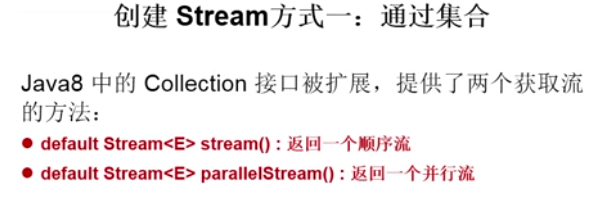 创建 Stream方式一：通过集合
Java8 中的 Collection 接口被扩展，提供了两个获取流
的方法：
● default Stream<E> stream() : 返回一个顺序流
● default Stream<E> parallelStream() : 返回一个并行流